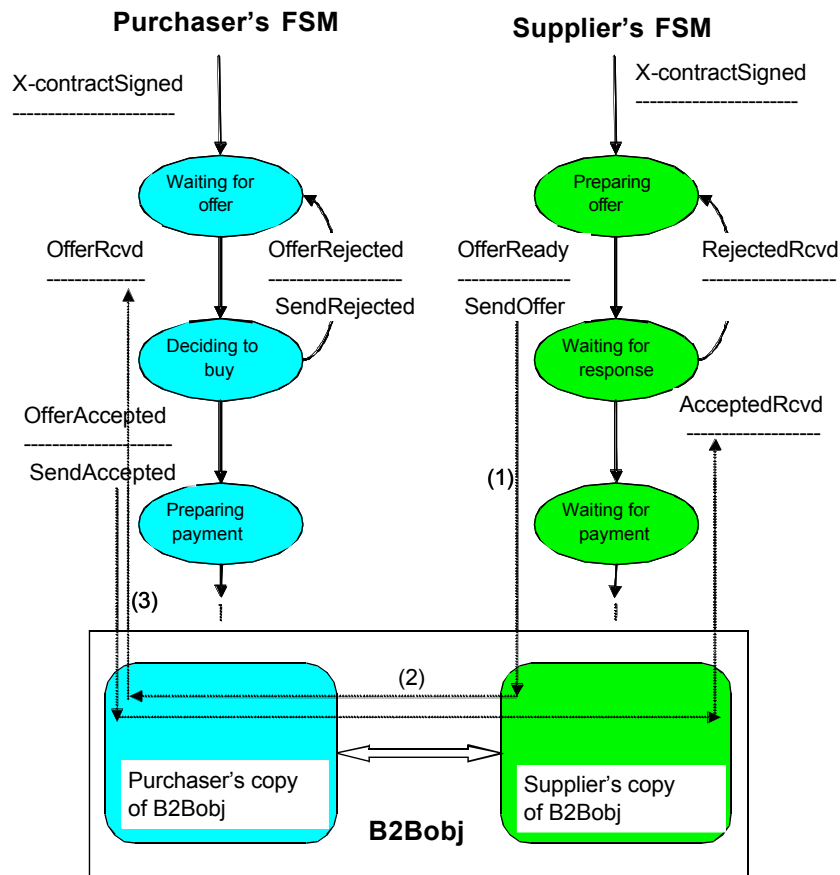 Purchaser's FSM
Supplier's FSM
X-contractSigned
X-contractSigned
Waiting for
offer
Preparing
offer
OfferRcvd
OfferRejected
SendRejected
OfferReady
SendOffer
RejectedRcvd
Deciding to
buy
Waiting for
response
OfferAccepted
SendAccepted
AcceptedRcvd
(1)
Preparing
payment
Waiting for
payment
(3)
(2)
Purchaser's copy
of B2Bobj
Supplier's copy
of B2Bobj
B2Bobj